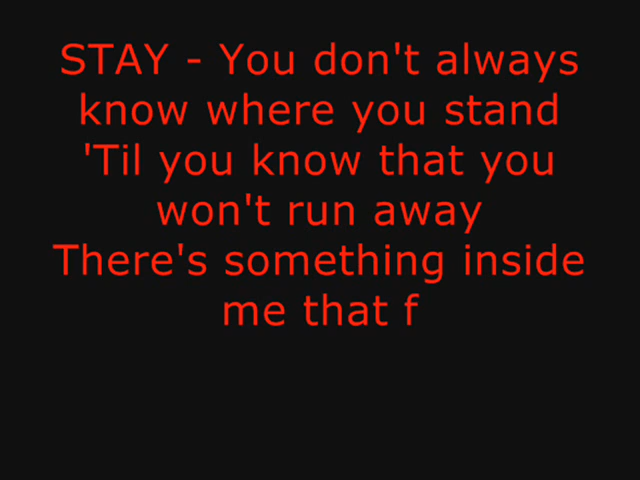 STAY - You don't always
know where you stand
'Til you know that you
won't run away
There's something inside
me that f